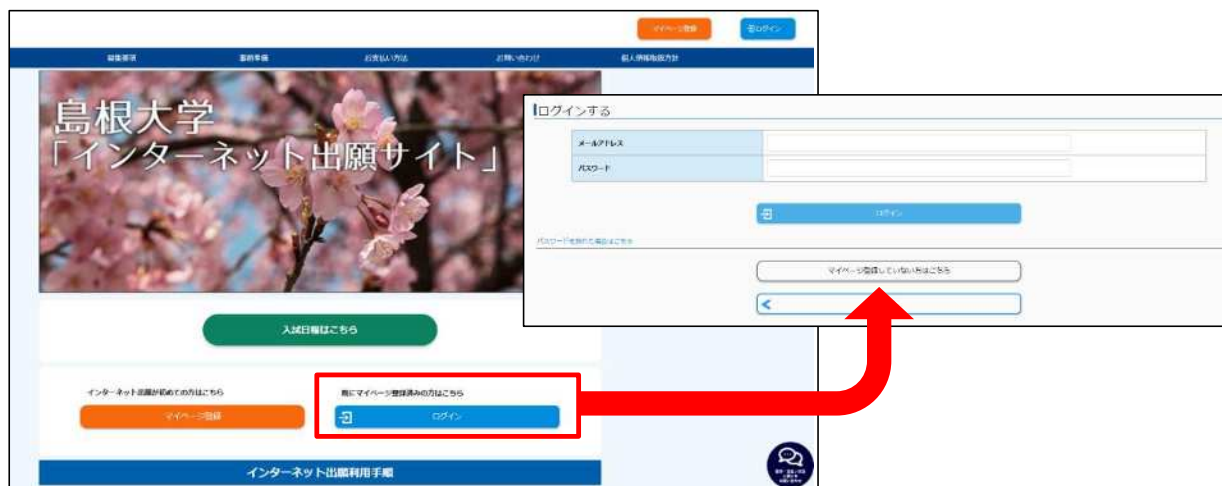 マイページ登録
ログイン
募集要項
事前準備
お支払い方法
お問い合わせ
個人情報取扱方針
島根大学
「インターネット出願サイト」
入試日程はこちら
インターネット出願が初めての方はこちら
マイページ登録
既にマイページ登録済みの方はこちら
ログイン
インターネット出願利用手順
ログインする
メールアドレス
パスワード
ログイン
パスワードを忘れた場合はこちら
マイページ登録していない方はこちら